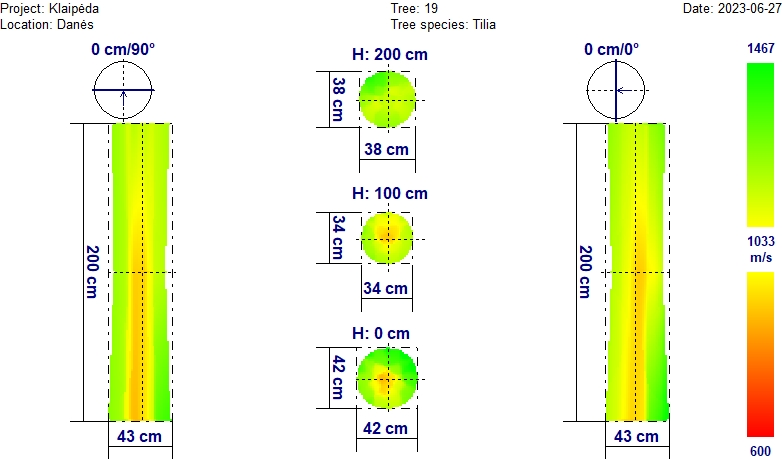 Project: Klaipėda
Tree: 19
Date: 2023-06-27
Location: Danės
Tree species: Tilia
0 cm/90°
H: 200 cm
0 cm/0°
1467
38 cm
38 cm
H: 100 cm
34 cm
34 cm
200 cm
200 cm
1033
m/s
H: 0 cm
42 cm
42 cm
43 cm
43 cm
600